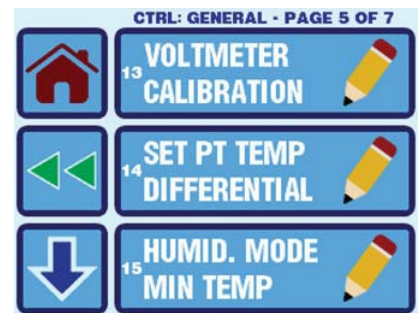 CTRL: GENERAL - PAGE 5 OF 7
13 VOLTMETER
CALIBRATION
14 SET PT TEMP
DIFFERENTIAL
15 HUMID. MODE
MIN TEMP